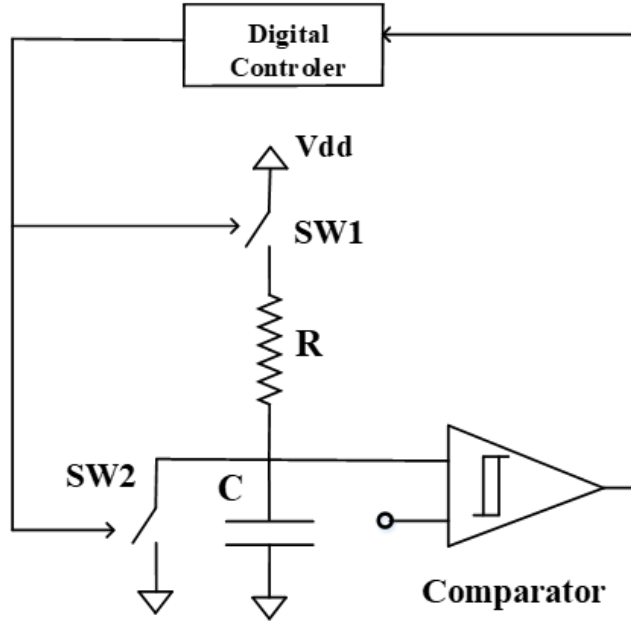 Digital
Controler
Vdd
SW1
R
SW2
C
Comparator